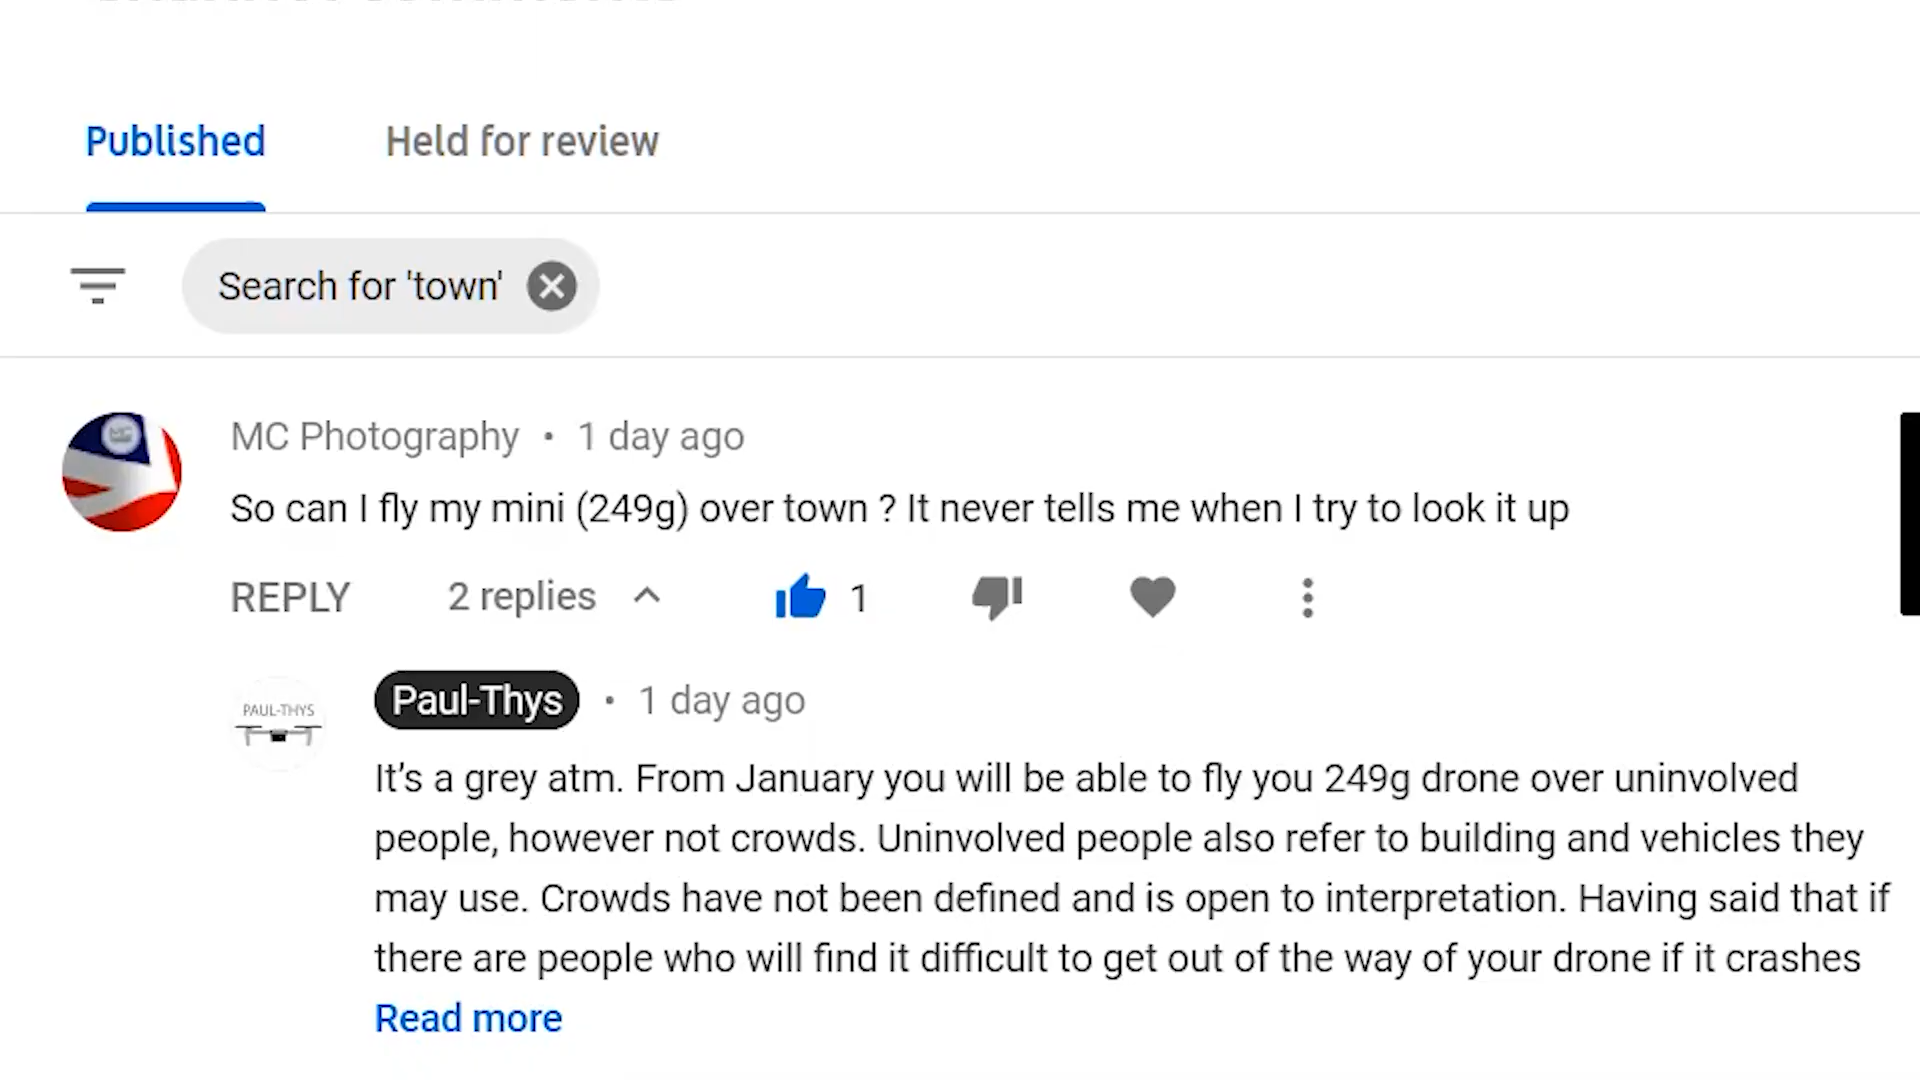 Published
Held for review
Search for 'town'
MC Photography • 1 day ago
So can I fly my mini (249g) over town ? It never tells me when I try to look it up
REPLY
2 replies
1
PAUL-THYS
Paul-Thys • 1 day ago
It’s a grey atm. From January you will be able to fly you 249g drone over uninvolved
people, however not crowds. Uninvolved people also refer to building and vehicles they
may use. Crowds have not been defined and is open to interpretation. Having said that if
there are people who will find it difficult to get out of the way of your drone if it crashes
Read more